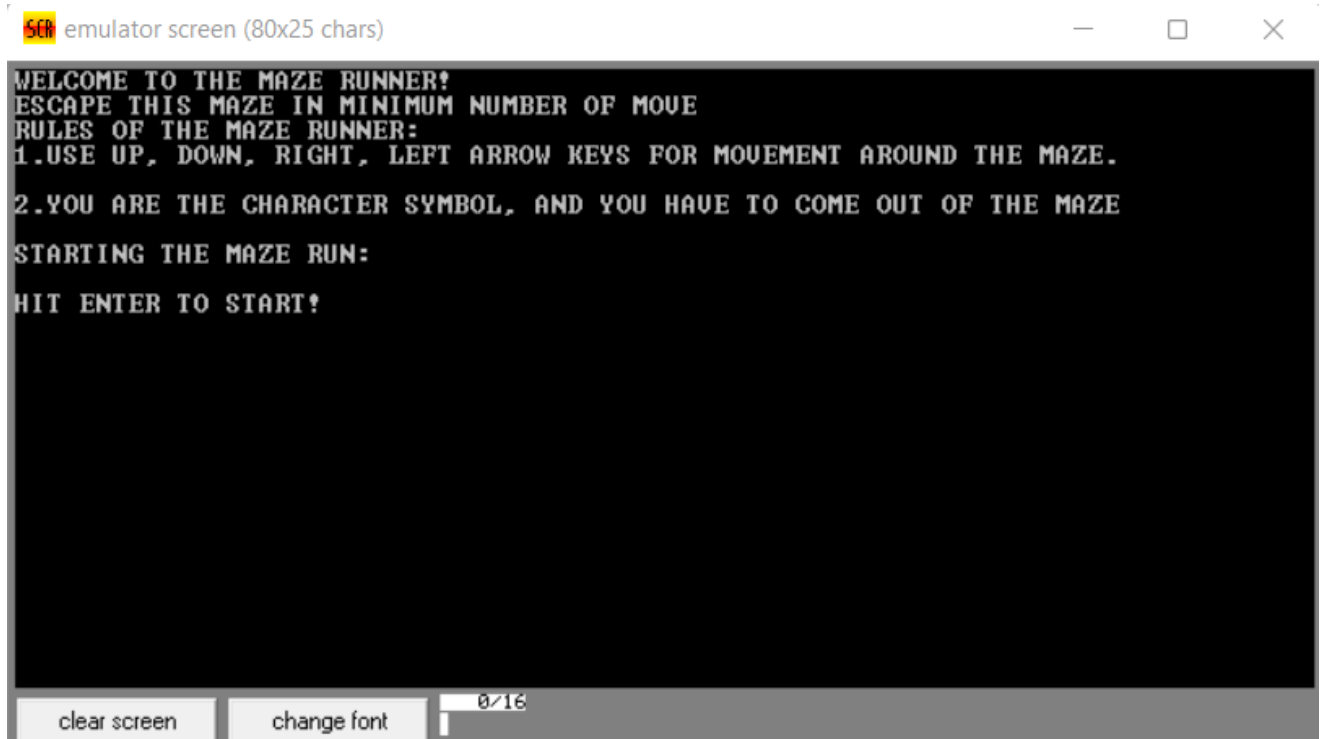 SCR emulator screen (80x25 chars)
WELCOME TO THE MAZE RUNNER!
ESCAPE THIS MAZE IN MINIMUM NUMBER OF MOVE
RULES OF THE MAZE RUNNER:
1.USE UP, DOWN, RIGHT, LEFT ARROW KEYS FOR MOVEMENT AROUND THE MAZE.
2.YOU ARE THE CHARACTER SYMBOL, AND YOU HAVE TO COME OUT OF THE MAZE
STARTING THE MAZE RUN:
HIT ENTER TO START!
clear screen change font 0/16